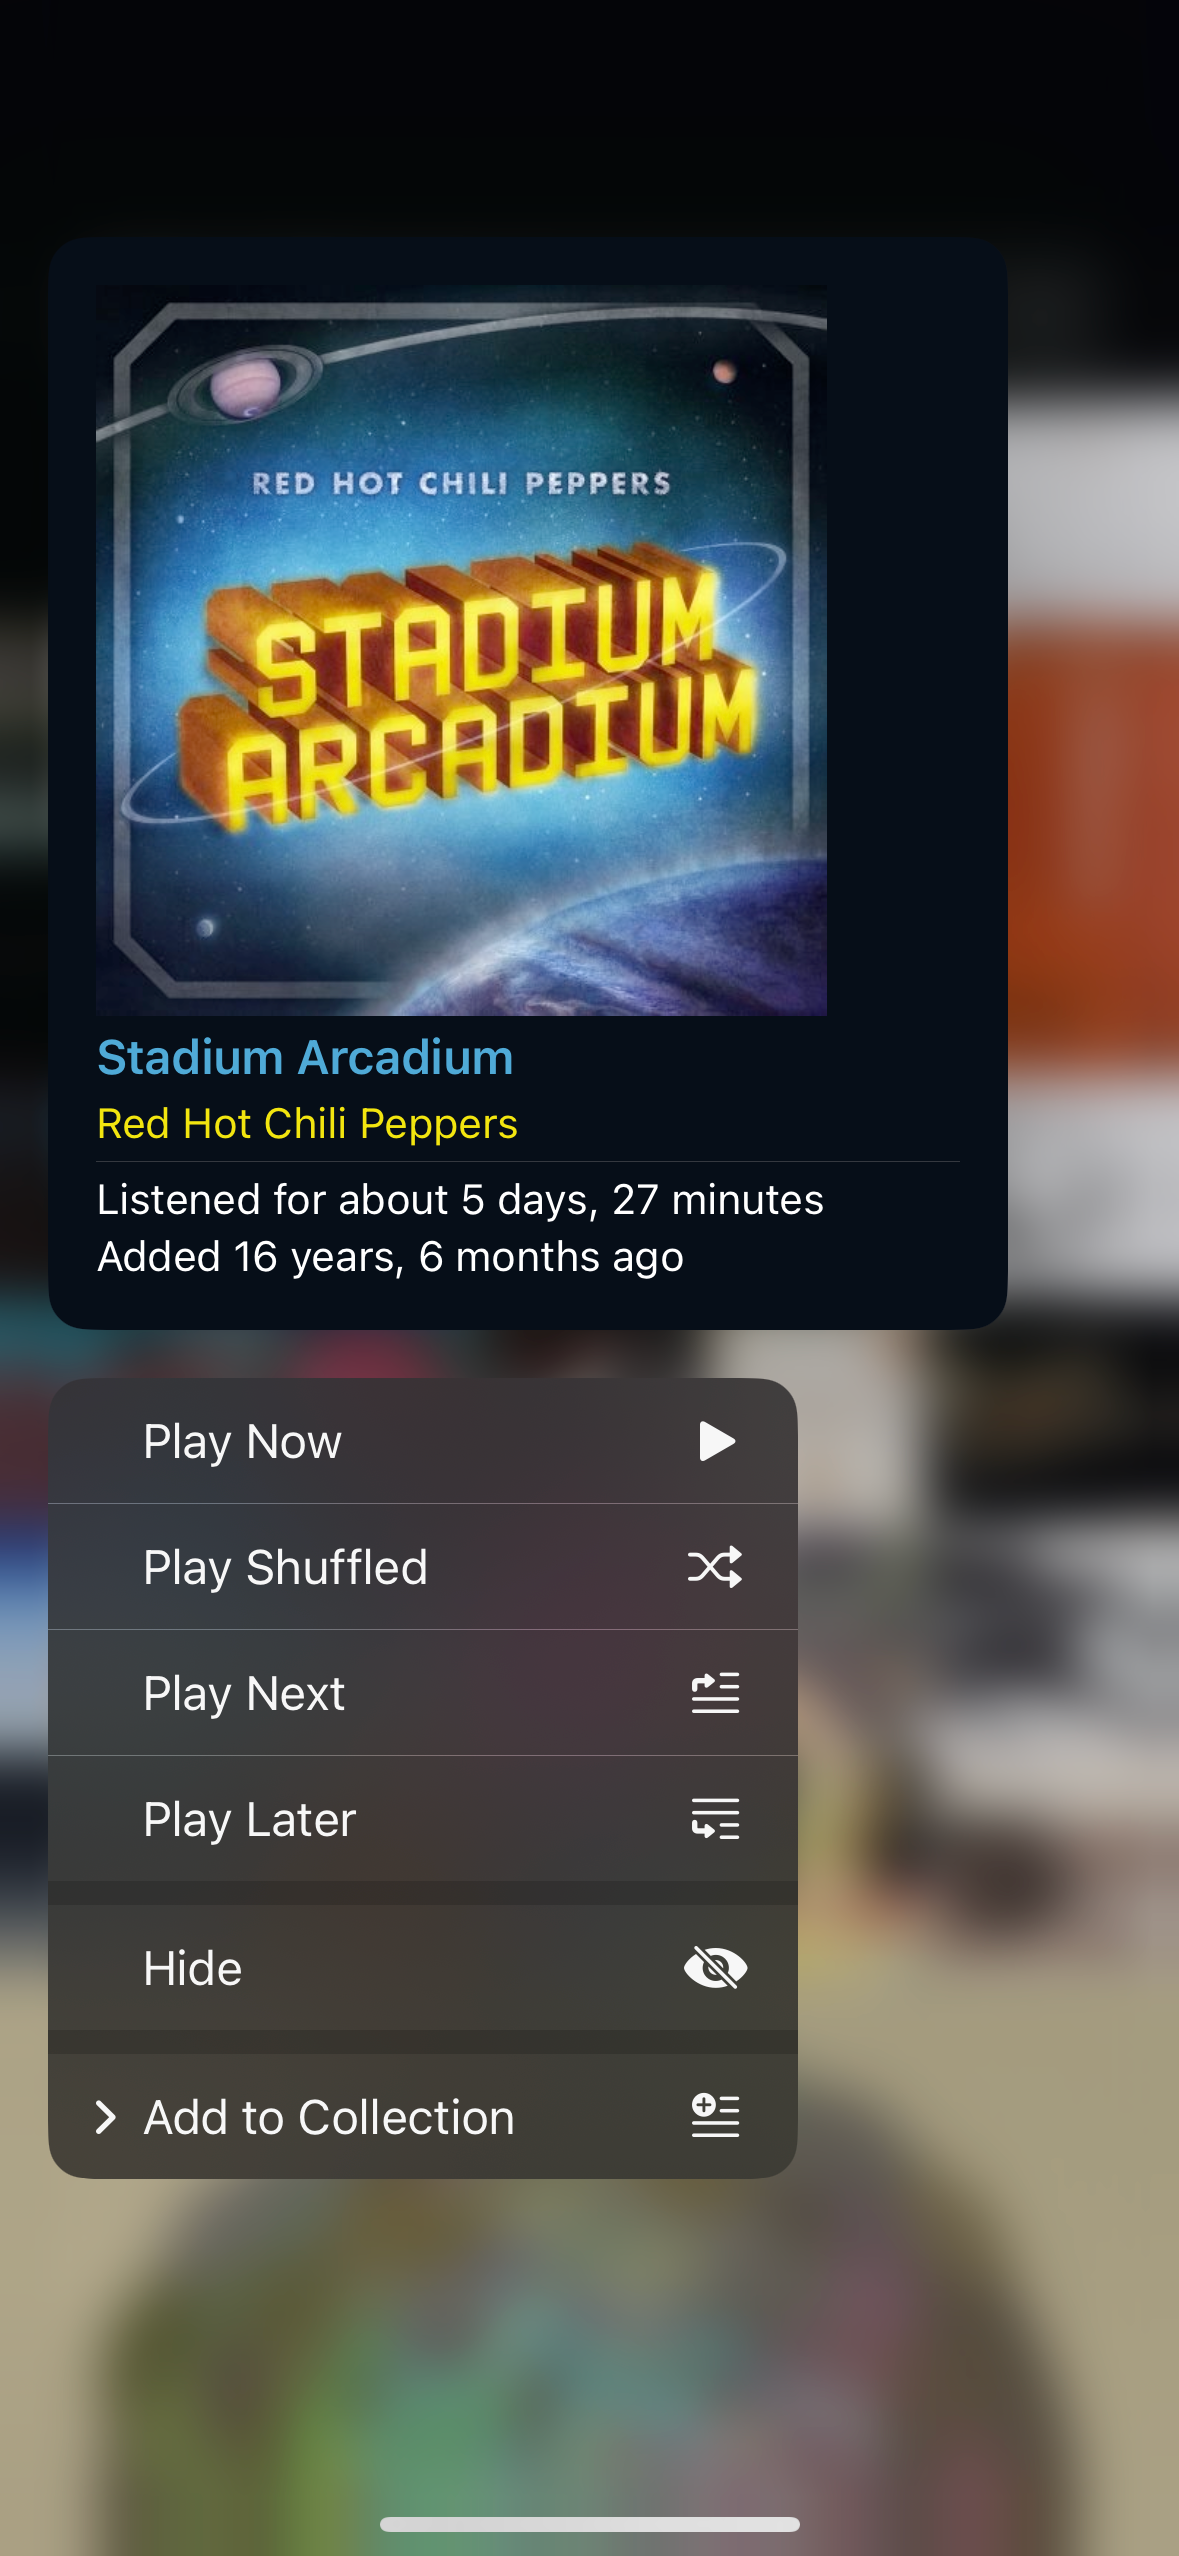 RED HOT CHILI PEPPERS
STADIUM
ARCADIUM
Stadium Arcadium
Red Hot Chili Peppers
Listened for about 5 days, 27 minutes
Added 16 years, 6 months ago
Play Now
Play Shuffled
Play Next
Play Later
Hide
Add to Collection